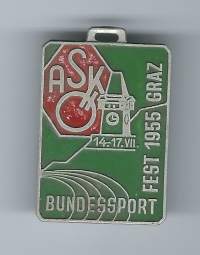 ASKÖ
14.-17.VII.
BUNDESSPORT
FEST 1955 GRAZ